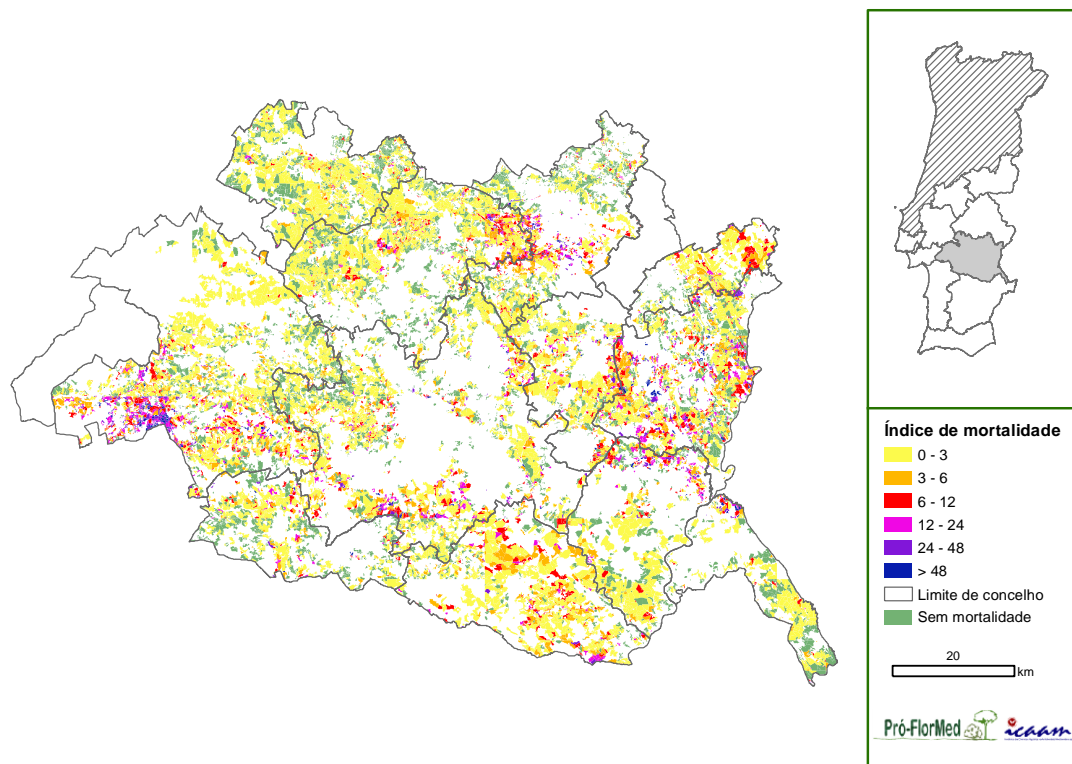 Índice de mortalidade
0 - 3
3 - 6
6 - 12
12 - 24
24 - 48
> 48
Limite de concelho
Sem mortalidade
20
km
Pró-FlorMed
icaam